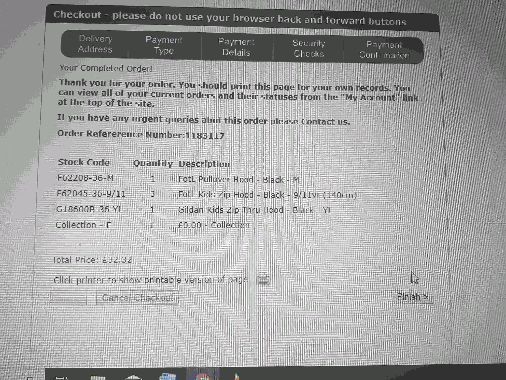 Checkout - please do not use your browser back and forward buttons
Delivery Address
Payment Type
Payment Details
Security Checks
Payment Confirmation
Your Completed Order!
Thank you for your order. You should print this page for your own records. You
can view all of your current orders and their statuses from the "My Account" link
at the top of the site.
If you have any urgent queries about this order please Contact us.
Order Refererence Number:1183117
Stock Code Quantity Description
F62208-36-M 1 FotL Pullover Hood - Black - M
F62045-36-9/11 FotL Kids Zip Hood - Black - 9/11yr (140cm)
G18600B-36-YL 1 Gildan Kids Zip Thru Hood - Black - YL
Collection - F £0.00 - Collection
Total Price: £32.32
Click printer to show printable version of page
Cancel Checkout
Finish >